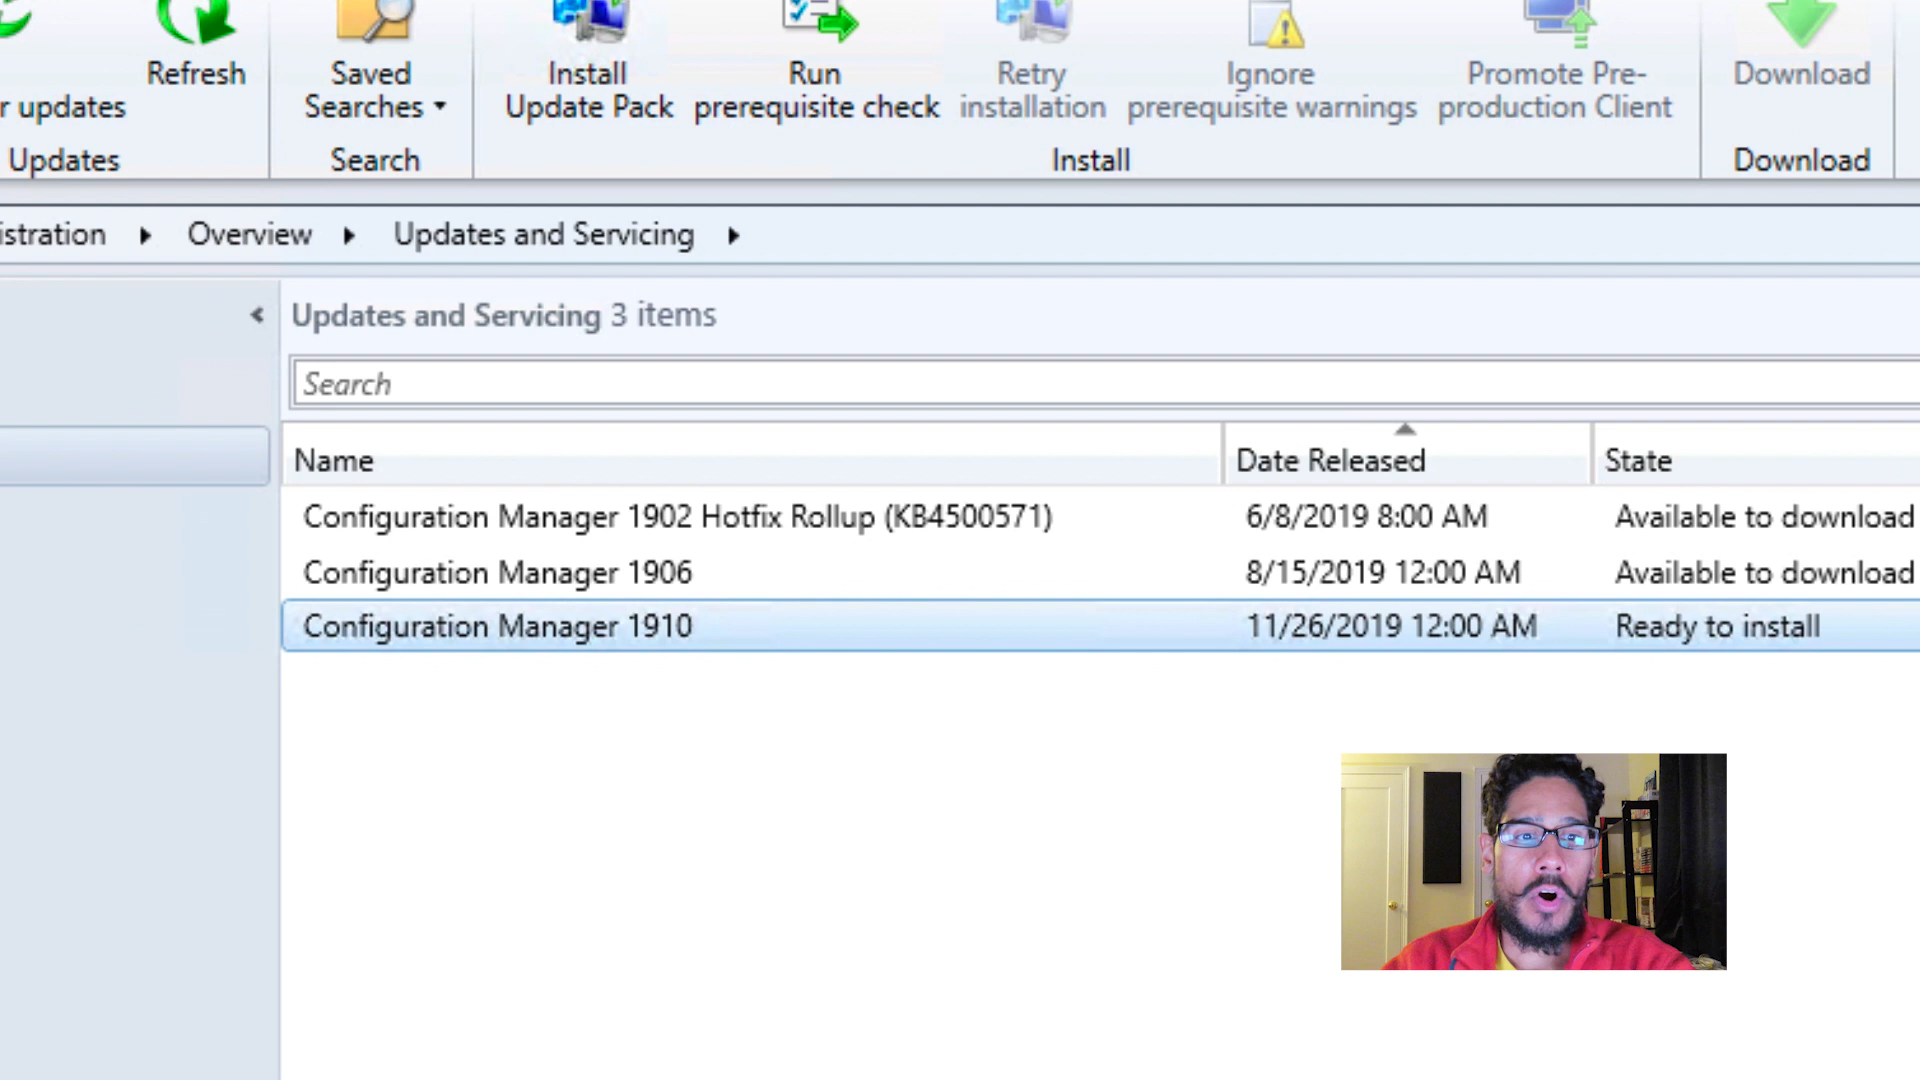 Refresh
r updates
Updates
Saved
Searches
Search
Install
Update Pack
Run
prerequisite check
Retry
installation
Ignore
prerequisite warnings
Promote Pre-
production Client
Install
Download
Download
istration Overview Updates and Servicing
Updates and Servicing 3 items
Search
Name Date Released State
Configuration Manager 1902 Hotfix Rollup (KB4500571) 6/8/2019 8:00 AM Available to download
Configuration Manager 1906 8/15/2019 12:00 AM Available to download
Configuration Manager 1910 11/26/2019 12:00 AM Ready to install